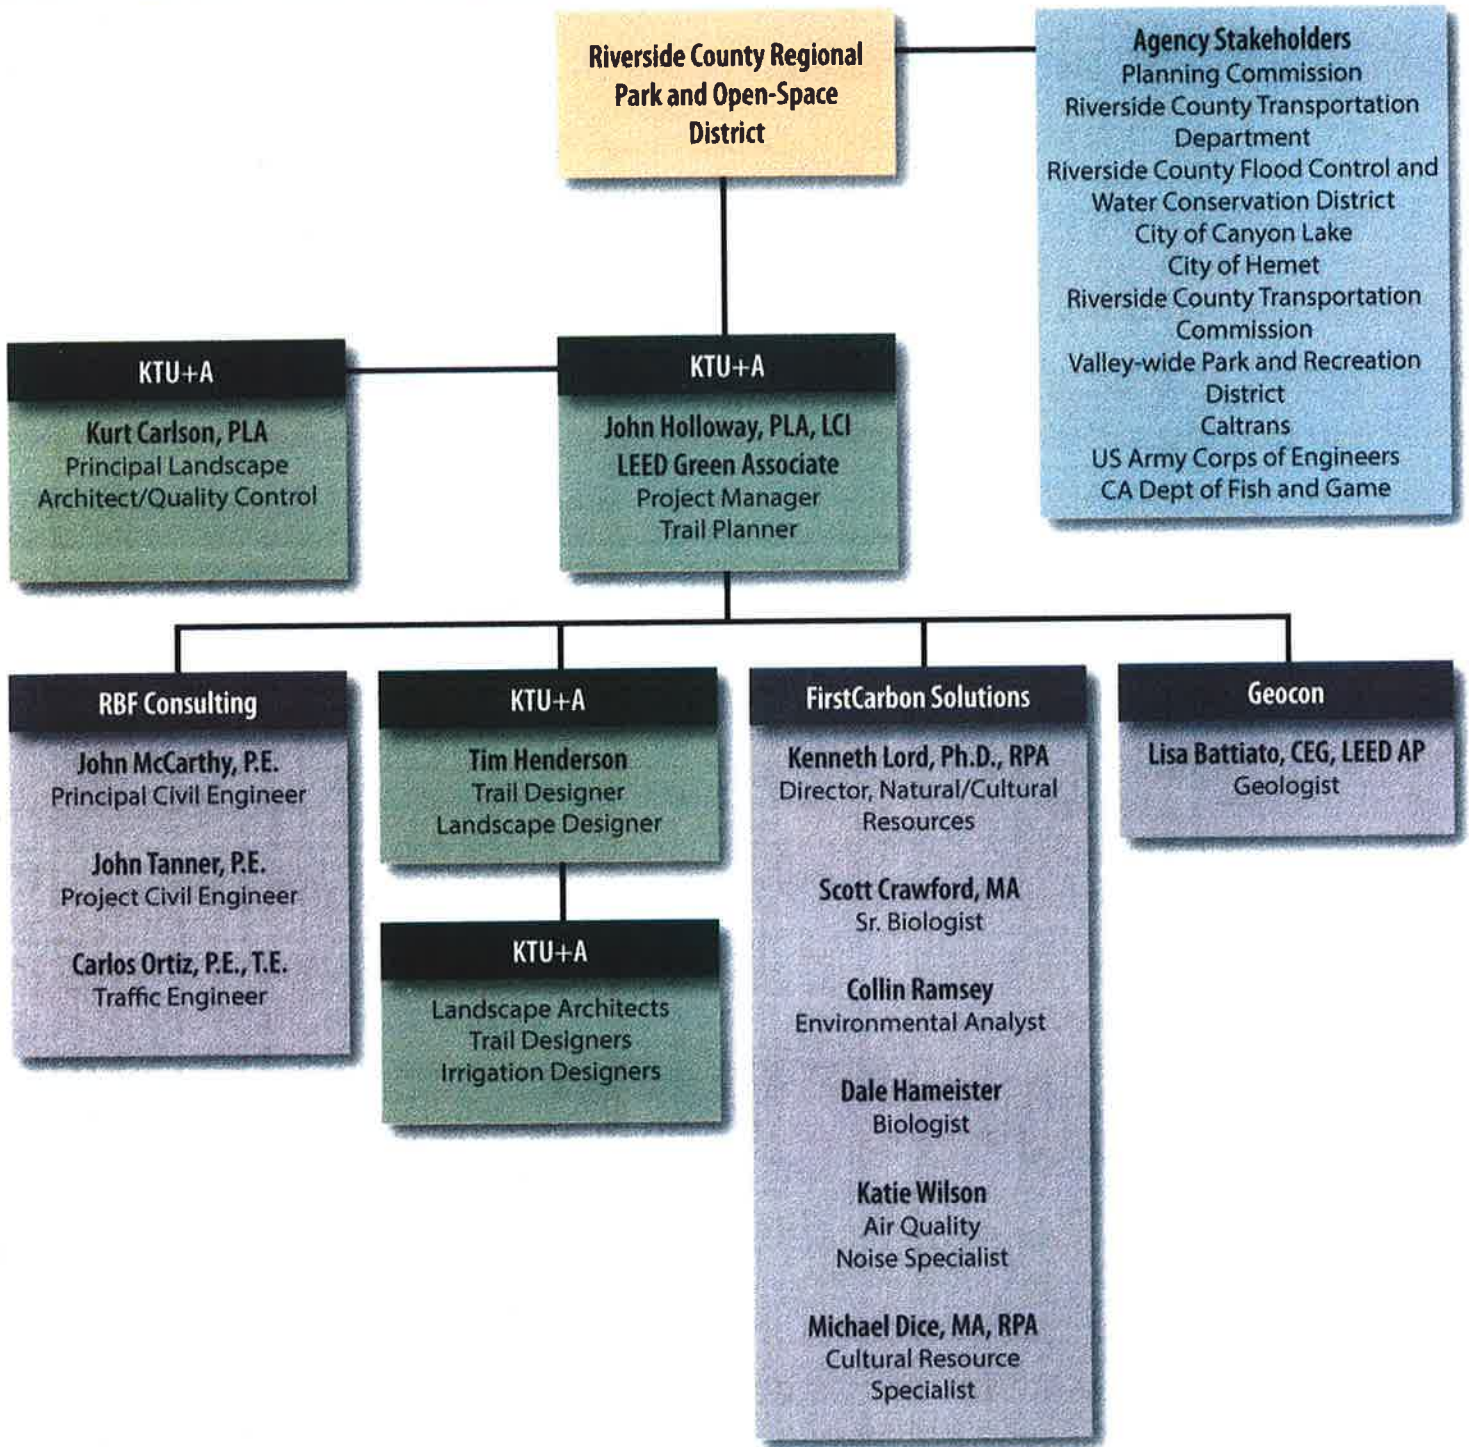 Riverside County Regional
Park and Open-Space
District
Agency Stakeholders
Planning Commission
Riverside County Transportation
Department
Riverside County Flood Control and
Water Conservation District
City of Canyon Lake
City of Hemet
Riverside County Transportation
Commission
Valley-wide Park and Recreation
District
Caltrans
US Army Corps of Engineers
CA Dept of Fish and Game
KTU+A
Kurt Carlson, PLA
Principal Landscape
Architect/Quality Control
KTU+A
John Holloway, PLA, LCI
LEED Green Associate
Project Manager
Trail Planner
RBF Consulting
John McCarthy, P.E.
Principal Civil Engineer
John Tanner, P.E.
Project Civil Engineer
Carlos Ortiz, P.E., T.E.
Traffic Engineer
KTU+A
Tim Henderson
Trail Designer
Landscape Designer
KTU+A
Landscape Architects
Trail Designers
Irrigation Designers
FirstCarbon Solutions
Kenneth Lord, Ph.D., RPA
Director, Natural/Cultural
Resources
Scott Crawford, MA
Sr. Biologist
Collin Ramsey
Environmental Analyst
Dale Hameister
Biologist
Katie Wilson
Air Quality
Noise Specialist
Michael Dice, MA, RPA
Cultural Resource
Specialist
Geocon
Lisa Battiato, CEG, LEED AP
Geologist